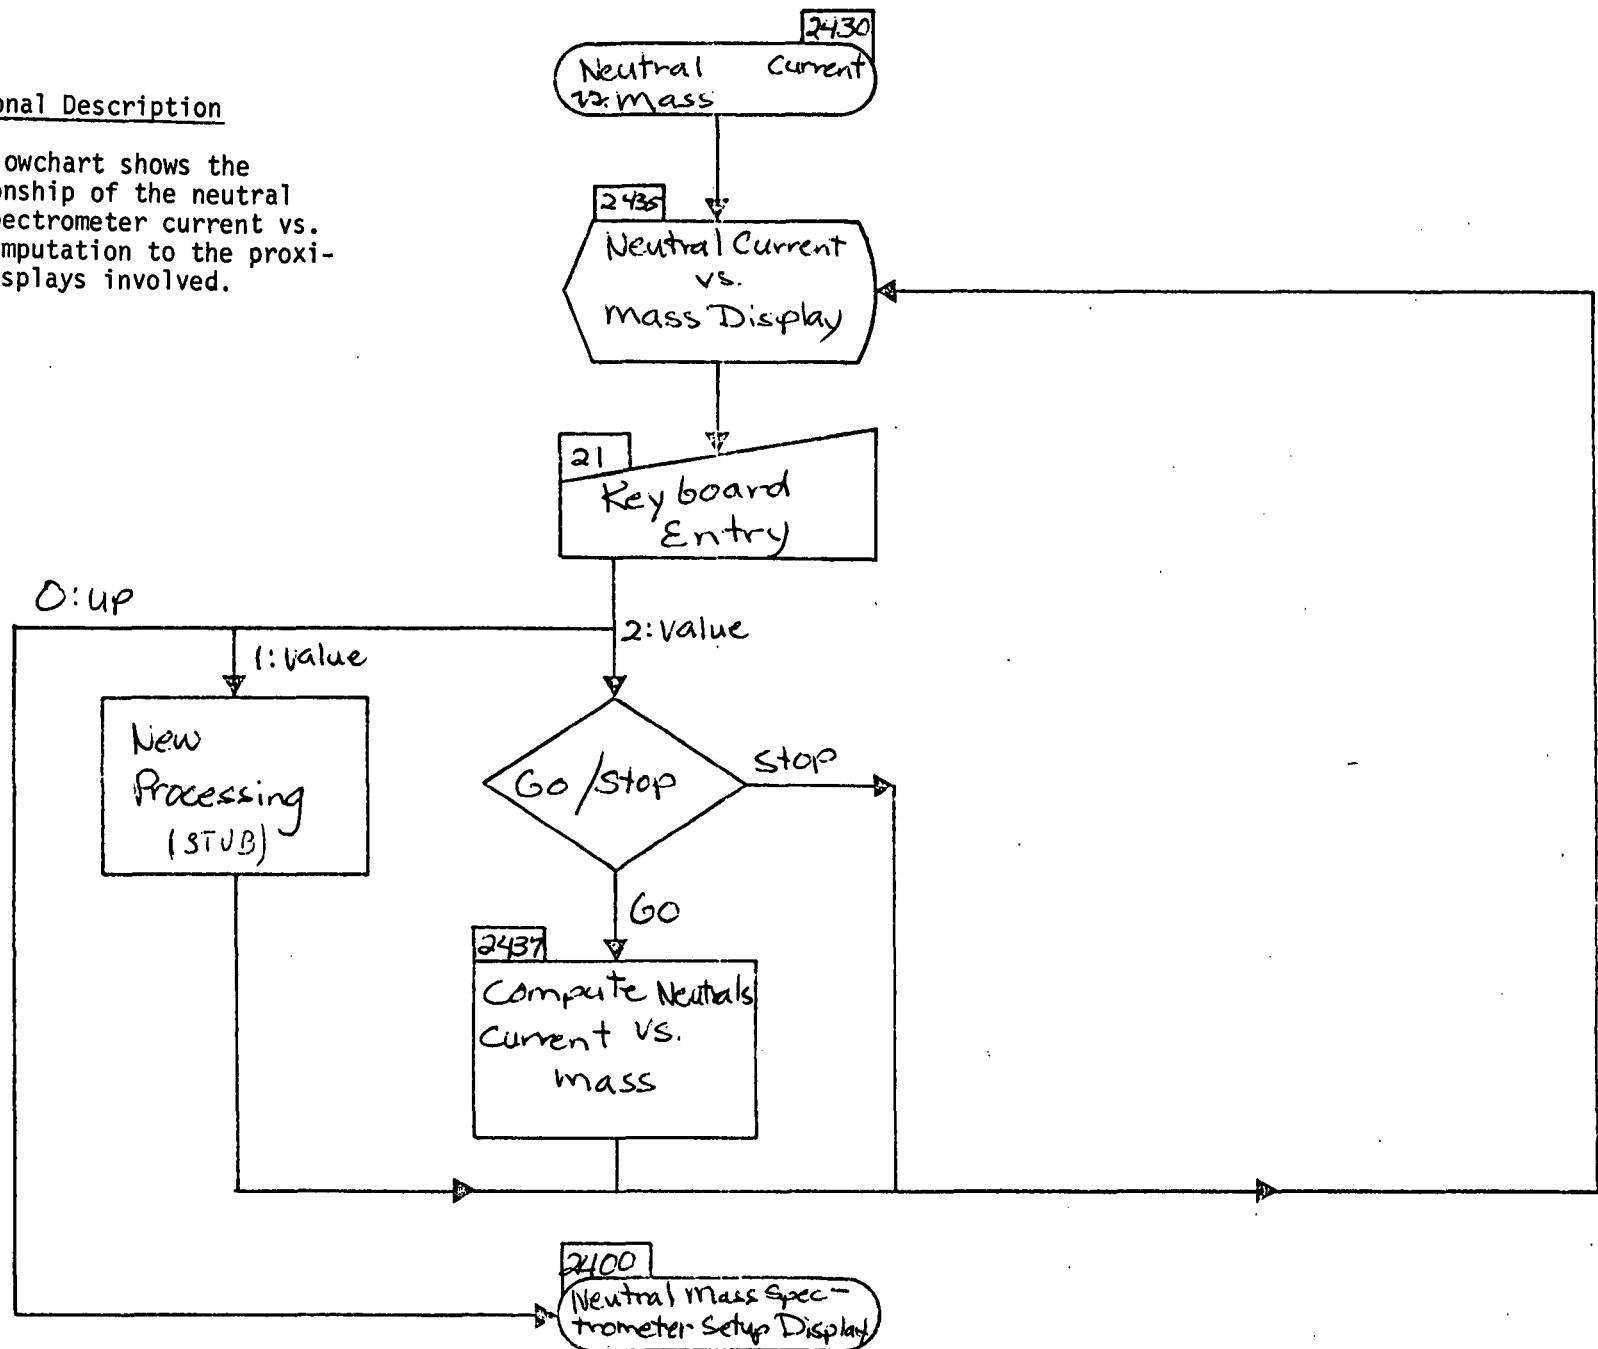 onal Description
owchart shows the
onship of the neutral
pectrometer current vs.
mputation to the proxi-
splays involved.
2430
Neutral Current
vs. Mass
2435
Neutral Current
vs.
Mass Display
21
Keyboard
Entry
0:up
1:value
2:value
New
Processing
(STUB)
Go/Stop
Stop
GO
2437
Compute Neutrals
Current vs.
mass
2400
Neutral Mass Spec-
trometer Setup Display